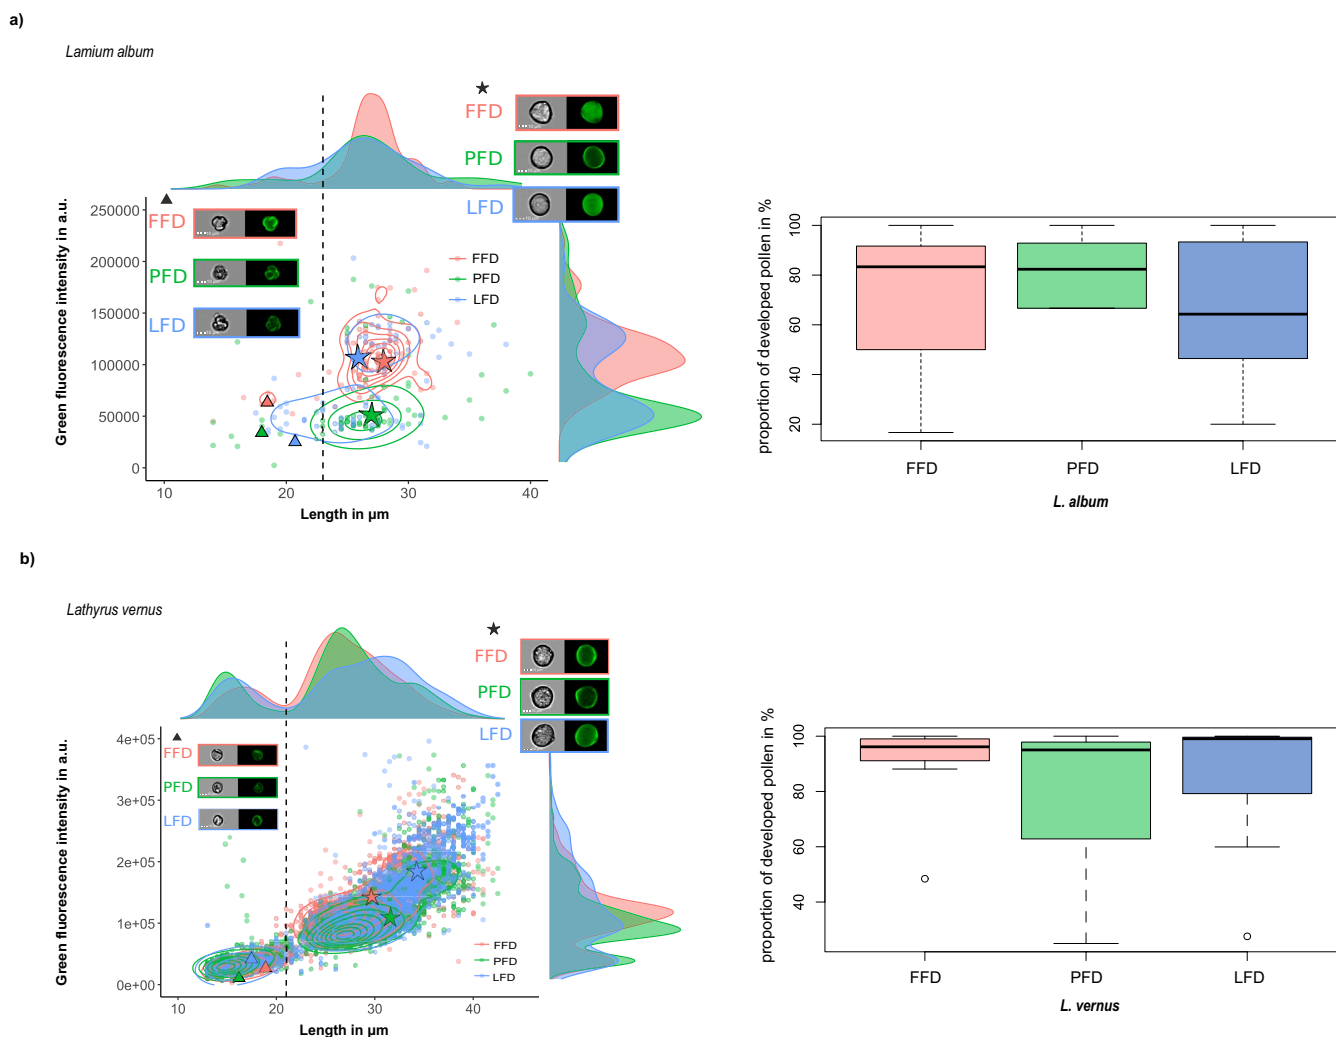 a)
Lamium album
FFD
PFD
LFD
FFD
PFD
LFD
FFD
PFD
LFD
Green fluorescence intensity in a.u.
250000
200000
150000
100000
50000
0
10
20
30
40
Length in µm
proportion of developed pollen in %
100
80
60
40
20
FFD
PFD
LFD
L. album
b)
Lathyrus vernus
FFD
PFD
LFD
FFD
PFD
LFD
FFD
PFD
LFD
Green fluorescence intensity in a.u.
4e+05
3e+05
2e+05
1e+05
0e+00
10
20
30
40
Length in µm
proportion of developed pollen in %
100
80
60
40
FFD
PFD
LFD
L. vernus